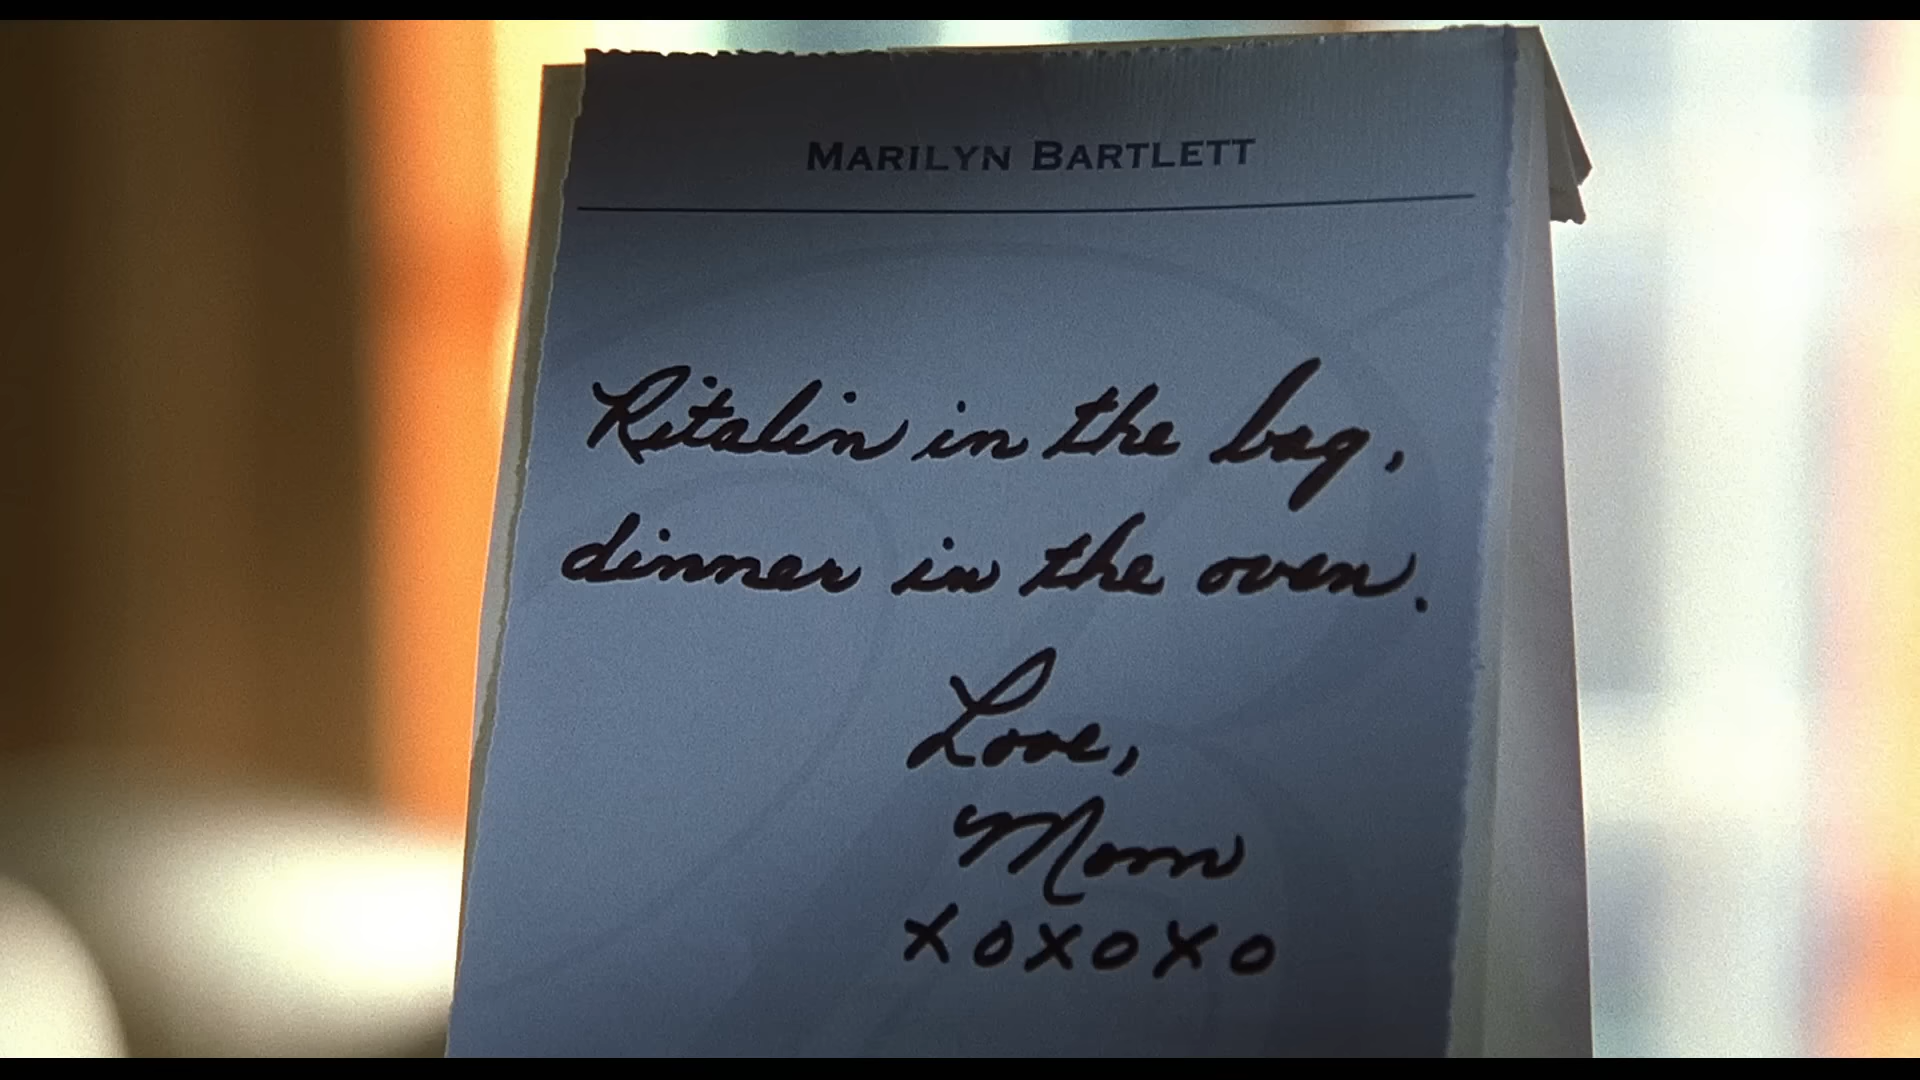 MARILYN BARTLETT
Ritalin in the bag,
dinner in the oven.
Love,
Mom
xoxoxo